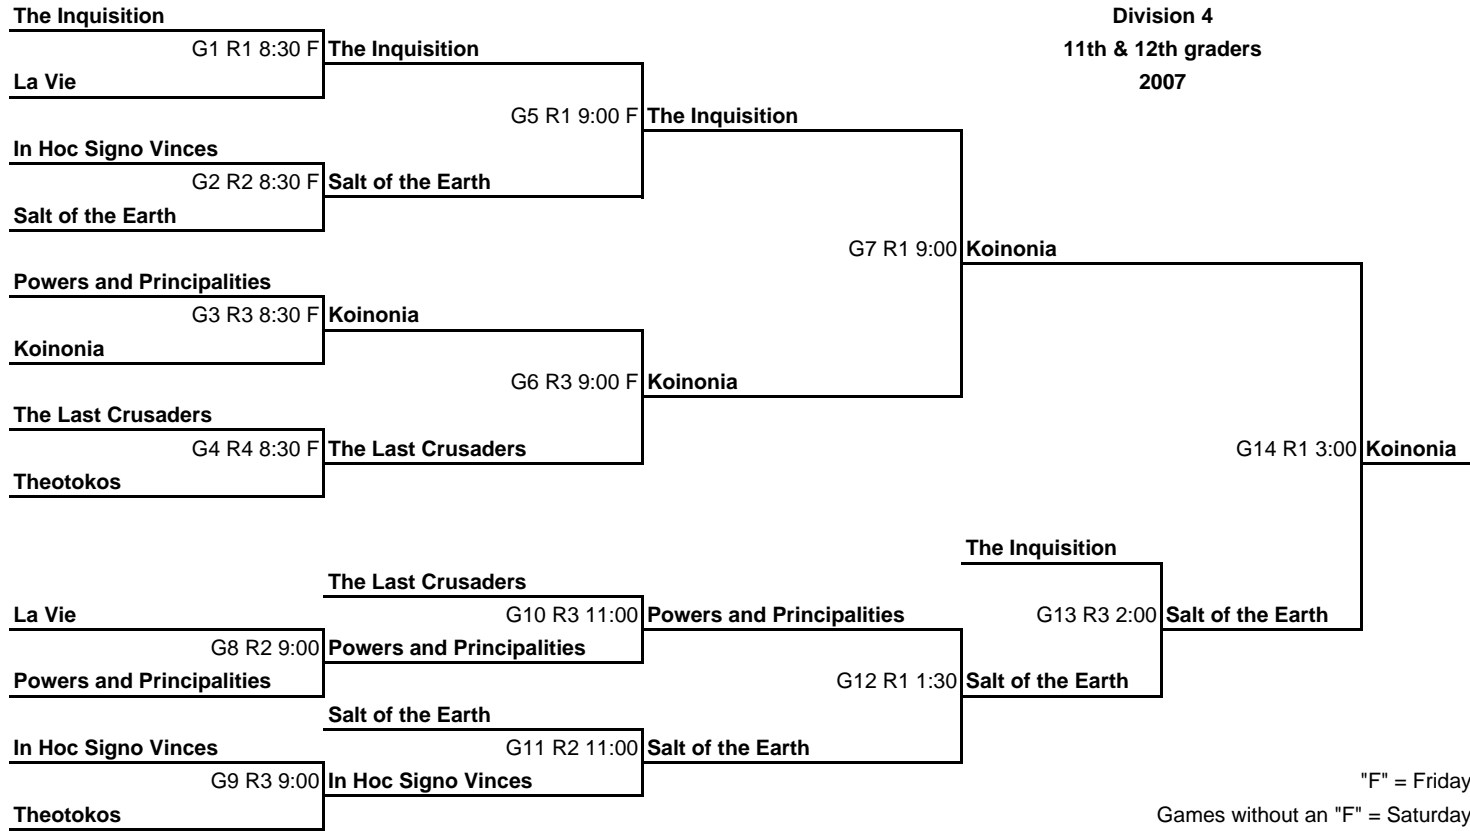 The Inquisition
Division 4
G1 R1 8:30 F The Inquisition
11th & 12th graders
La Vie
2007
G5 R1 9:00 F The Inquisition
In Hoc Signo Vinces
G2 R2 8:30 F Salt of the Earth
Salt of the Earth
G7 R1 9:00 Koinonia
Powers and Principalities
G3 R3 8:30 F Koinonia
Koinonia
G6 R3 9:00 F Koinonia
The Last Crusaders
G4 R4 8:30 F The Last Crusaders
G14 R1 3:00 Koinonia
Theotokos
The Inquisition
The Last Crusaders
La Vie
G10 R3 11:00 Powers and Principalities
G13 R3 2:00 Salt of the Earth
G8 R2 9:00 Powers and Principalities
Powers and Principalities
G12 R1 1:30 Salt of the Earth
Salt of the Earth
In Hoc Signo Vinces
G11 R2 11:00 Salt of the Earth
G9 R3 9:00 In Hoc Signo Vinces
"F" = Friday
Theotokos
Games without an "F" = Saturday